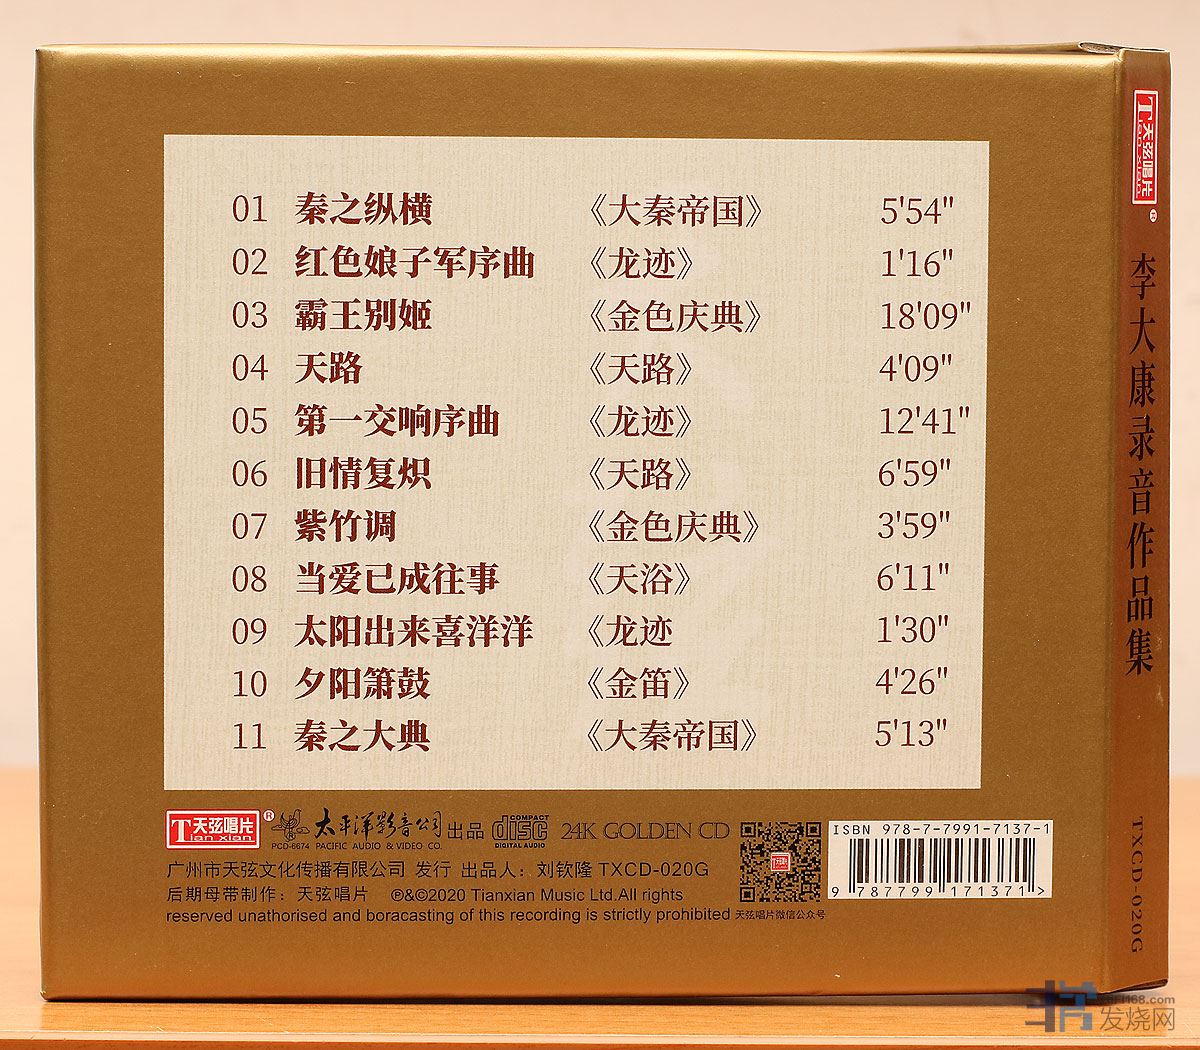 01 秦之纵横 《大秦帝国》 5'54"
02 红色娘子军序曲 《龙迹》 1'16"
03 霸王别姬 《金色庆典》 18'09"
04 天路 《天路》 4'09"
05 第一交响序曲 《龙迹》 12'41"
06 旧情复炽 《天路》 6'59"
07 紫竹调 《金色庆典》 3'59"
08 当爱已成往事 《天浴》 6'11"
09 太阳出来喜洋洋 《龙迹 1'30"
10 夕阳箫鼓 《金笛》 4'26"
11 秦之大典 《大秦帝国》 5'13"
T天弦唱片 ®
Tian xian
PCD-6674
太平洋影音公司 出品
PACIFIC AUDIO & VIDEO CO.
COMPACT
disc
DIGITAL AUDIO
24K GOLDEN CD
广州市天弦文化传播有限公司 发行 出品人：刘钦隆 TXCD-020G
后期母带制作：天弦唱片 ℗&©2020 Tianxian Music Ltd.All rights
reserved unathorised and boracasting of this recording is strictly prohibited
天弦唱片微信公众号
ISBN 978-7-7991-7137-1
9 787799 171371 >
T天弦唱片
Tian xian
®
李大康录音作品集
TXCD-020G
HIFI168.com
发烧网